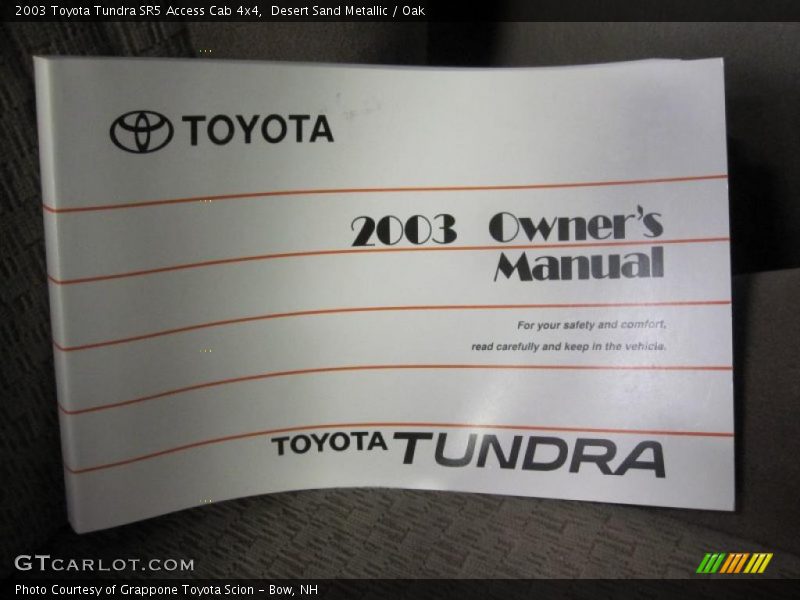 2003 Toyota Tundra SR5 Access Cab 4x4,  Desert Sand Metallic / Oak
TOYOTA
2003 Owner's
Manual
For your safety and comfort,
read carefully and keep in the vehicle.
TOYOTA TUNDRA
GTCARLOT.COM
Photo Courtesy of Grappone Toyota Scion - Bow, NH